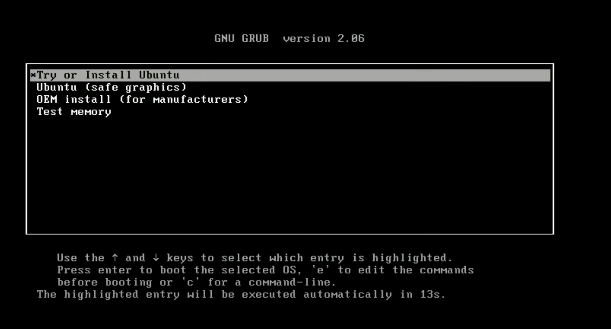 GNU GRUB  version 2.06
*Try or Install Ubuntu
Ubuntu (safe graphics)
OEM install (for manufacturers)
Test memory
Use the ↑ and ↓ keys to select which entry is highlighted.
Press enter to boot the selected OS, 'e' to edit the commands
before booting or 'c' for a command-line.
The highlighted entry will be executed automatically in 13s.